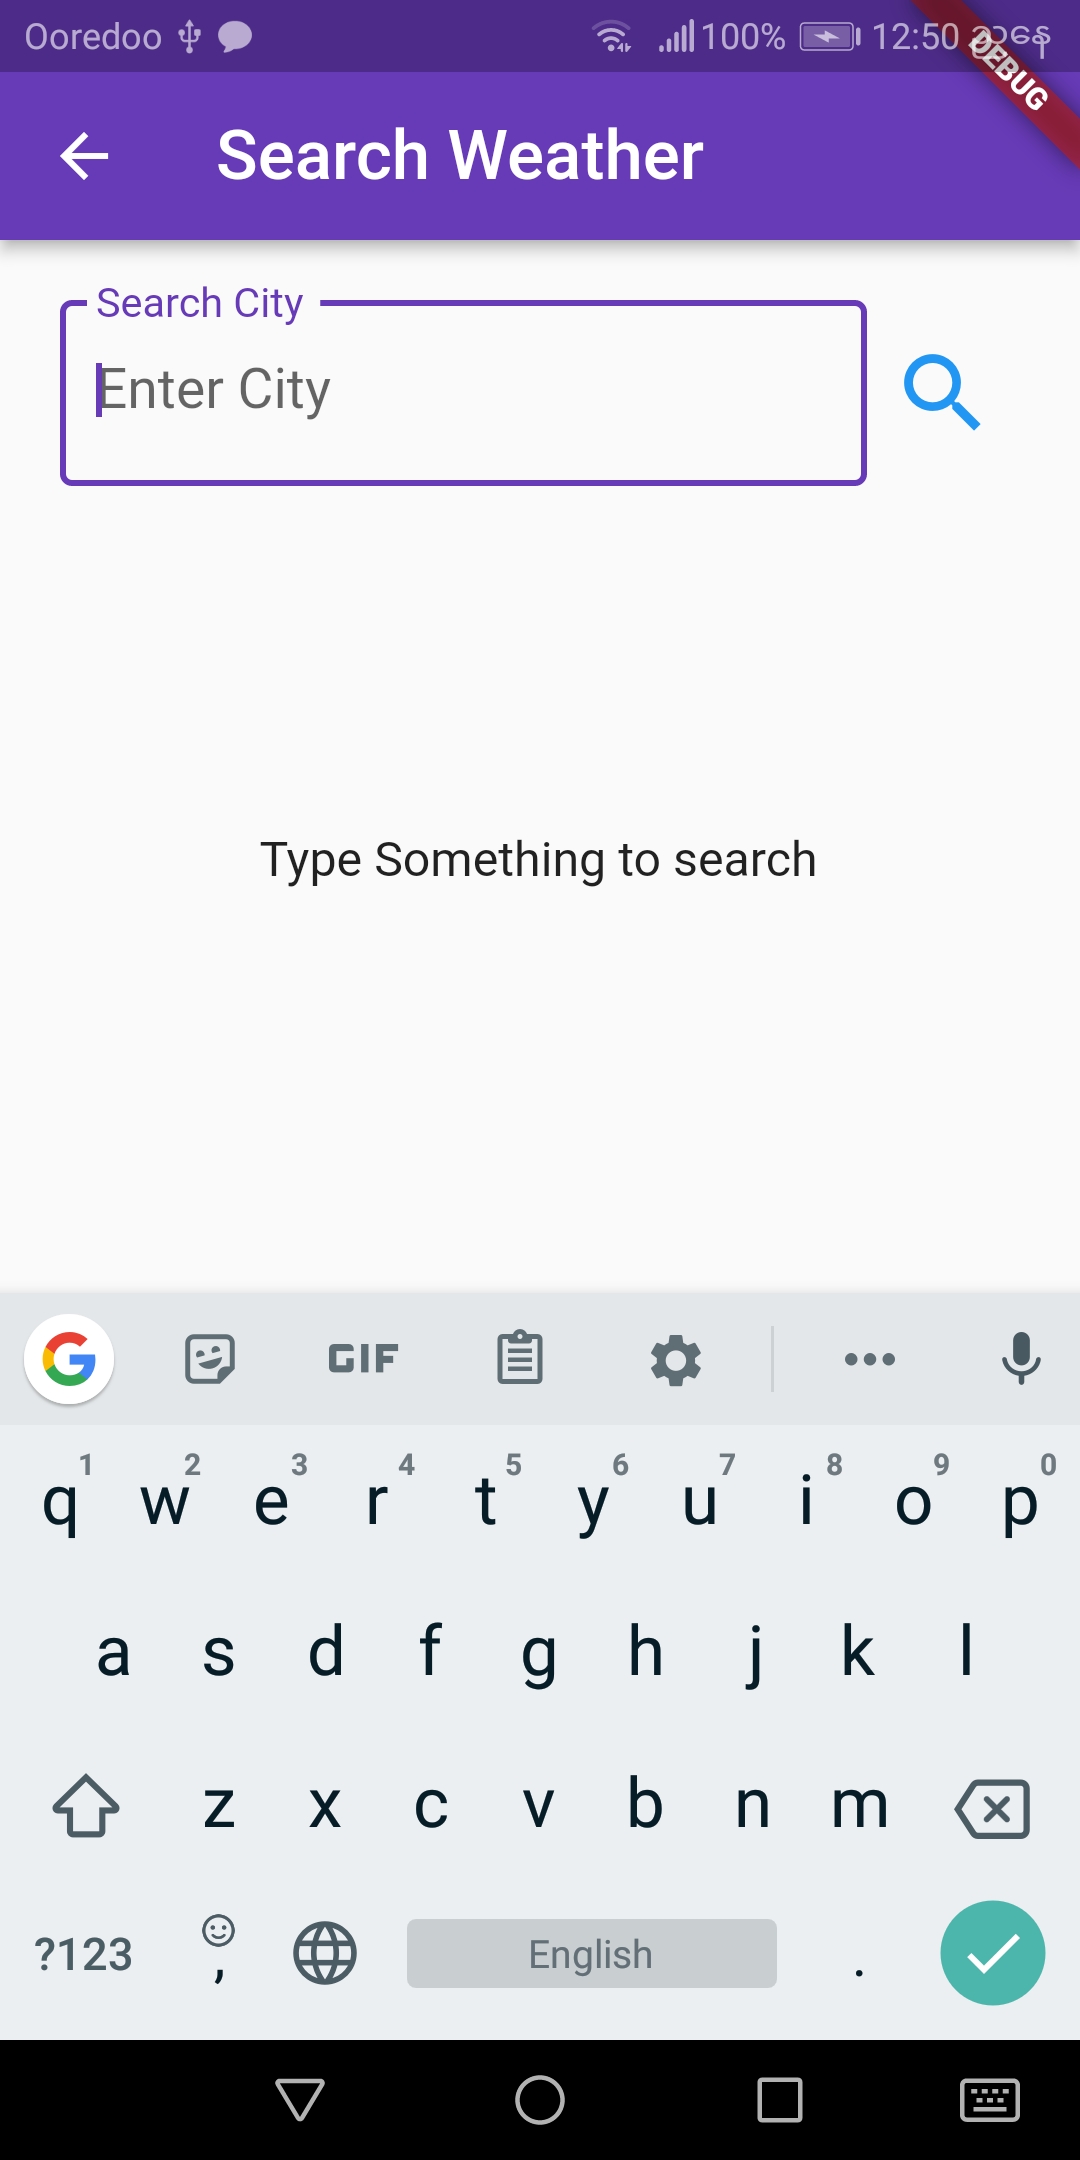 Ooredoo 100% 12:50
DEBUG
Search Weather
Search City
Enter City
Type Something to search
GIF
1 2 3 4 5 6 7 8 9 0
q w e r t y u i o p
a s d f g h j k l
z x c v b n m
?123 , English .